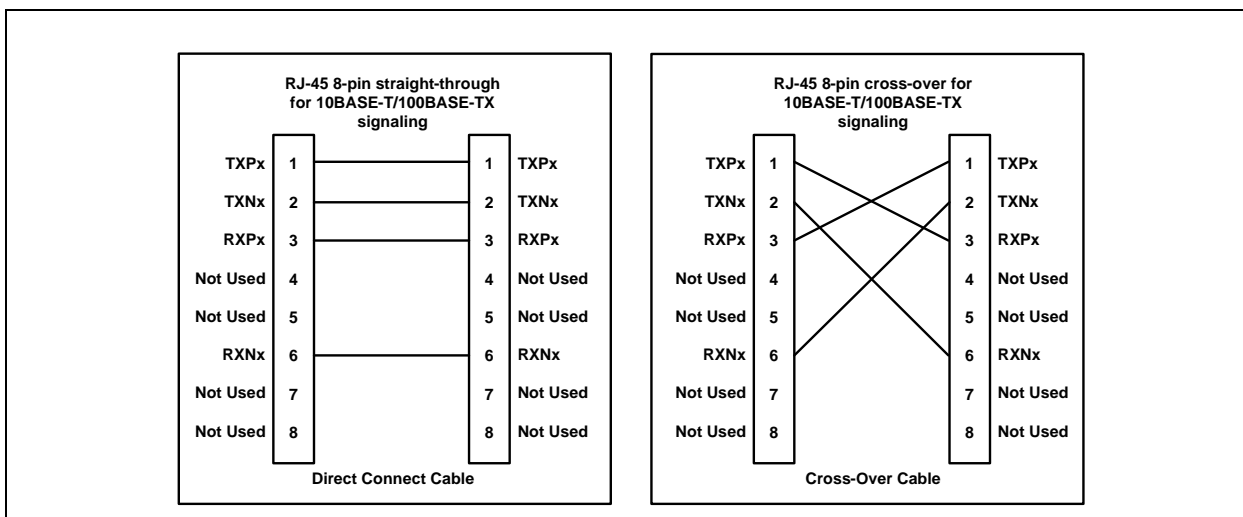 RJ-45 8-pin straight-through
for 10BASE-T/100BASE-TX
signaling
TXPx 1 1 TXPx
TXNx 2 2 TXNx
RXPx 3 3 RXPx
Not Used 4 4 Not Used
Not Used 5 5 Not Used
RXNx 6 6 RXNx
Not Used 7 7 Not Used
Not Used 8 8 Not Used
Direct Connect Cable
RJ-45 8-pin cross-over for
10BASE-T/100BASE-TX
signaling
TXPx 1 1 TXPx
TXNx 2 2 TXNx
RXPx 3 3 RXPx
Not Used 4 4 Not Used
Not Used 5 5 Not Used
RXNx 6 6 RXNx
Not Used 7 7 Not Used
Not Used 8 8 Not Used
Cross-Over Cable